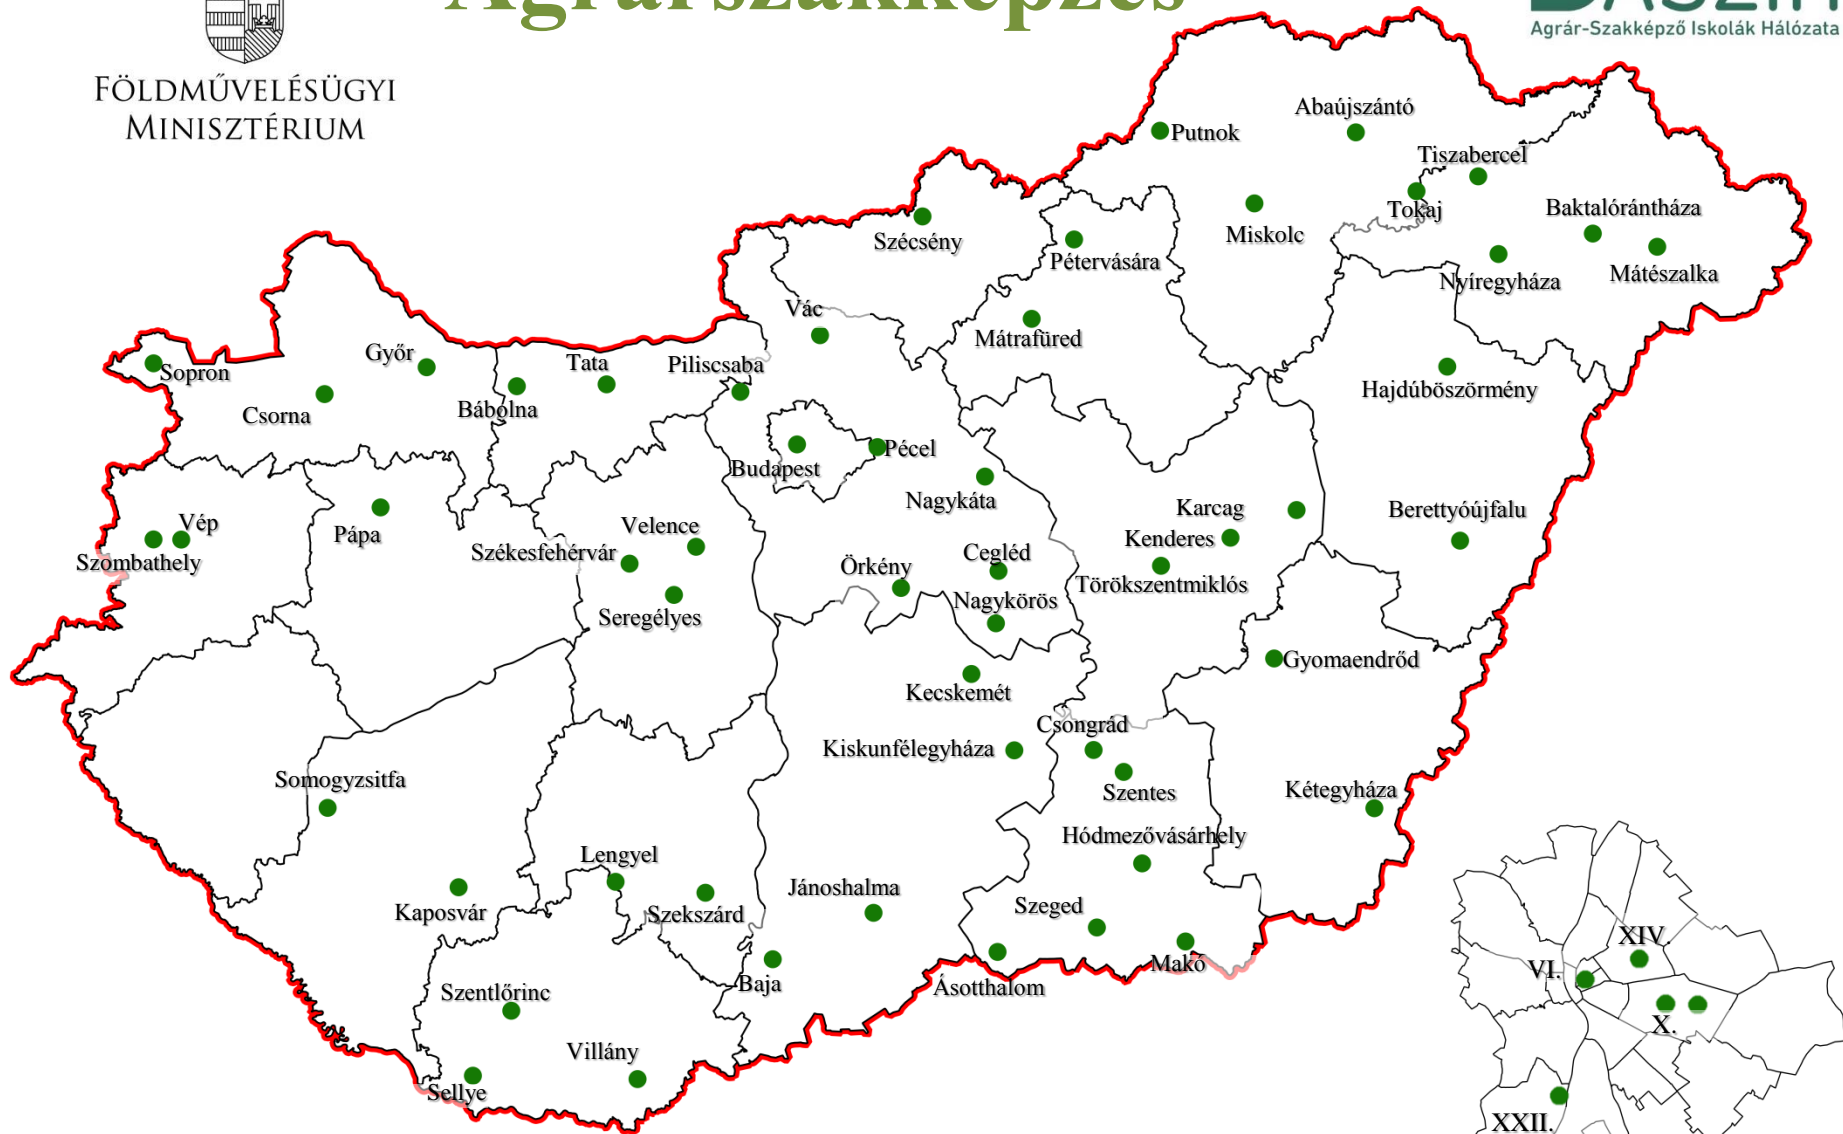 Agrárszakképzés
Agrár-Szakképző Iskolák Hálózata
FÖLDMŰVELÉSÜGYI
MINISZTÉRIUM
Abaújszántó
Putnok
Tiszabercel
Tokaj
Baktalórántháza
Miskolc
Szécsény
Pétervására
Nyíregyháza
Mátészalka
Vác
Mátrafüred
Győr
Tata
Piliscsaba
Sopron
Hajdúböszörmény
Bábolna
Csorna
Pécel
Budapest
Nagykáta
Karcag
Berettyóújfalu
Vép
Velence
Pápa
Kenderes
Székesfehérvár
Cegléd
Szombathely
Örkény
Törökszentmiklós
Nagykörös
Seregélyes
Gyomaendrőd
Kecskemét
Csongrád
Kiskunfélegyháza
Somogyzsitfa
Szentes
Kétegyháza
Hódmezővásárhely
Lengyel
Jánoshalma
Szeged
Kaposvár
Szekszárd
XIV.
Makó
VI.
Baja
Ásotthalom
Szentlőrinc
X.
Villány
Sellye
XXII.